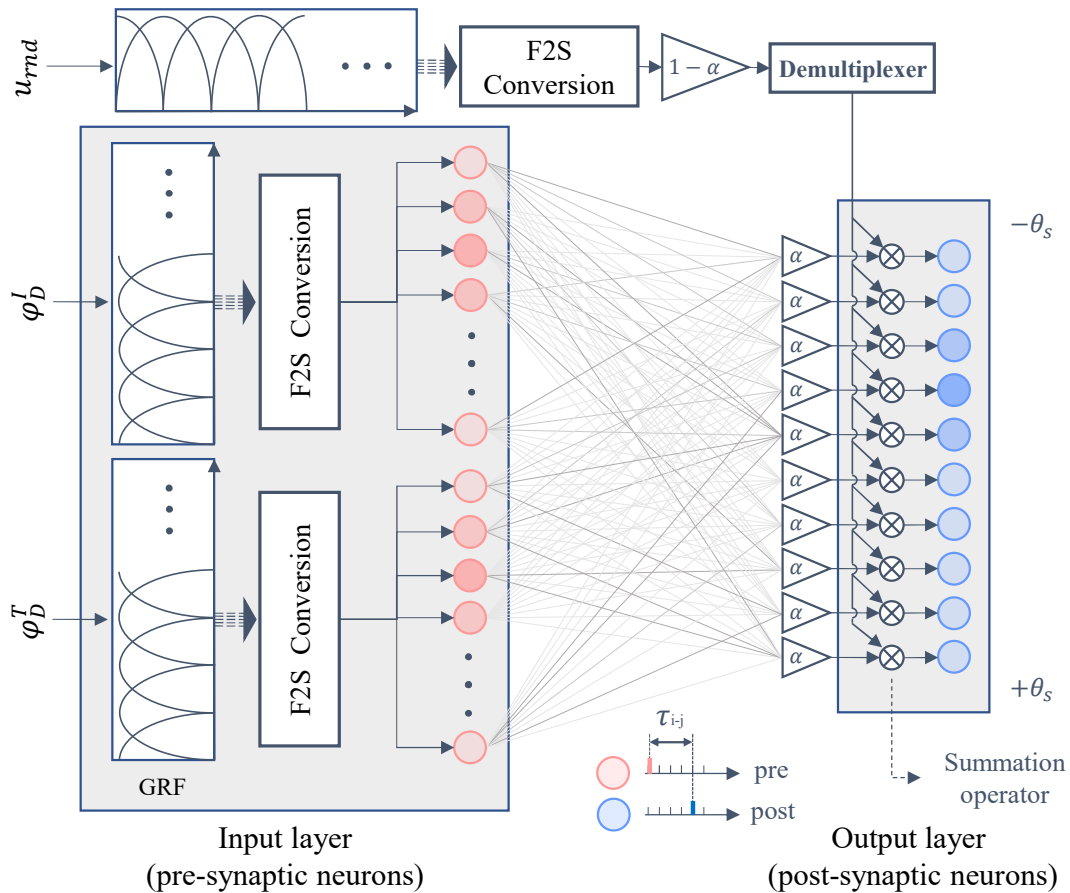 u_rnd
F2S
Conversion
1 − α
Demultiplexer
φ_D^I
F2S Conversion
φ_D^T
F2S Conversion
GRF
α
α
α
α
α
α
α
α
α
α
−θ_s
+θ_s
τ_i-j
pre
post
Summation
operator
Input layer
(pre-synaptic neurons)
Output layer
(post-synaptic neurons)